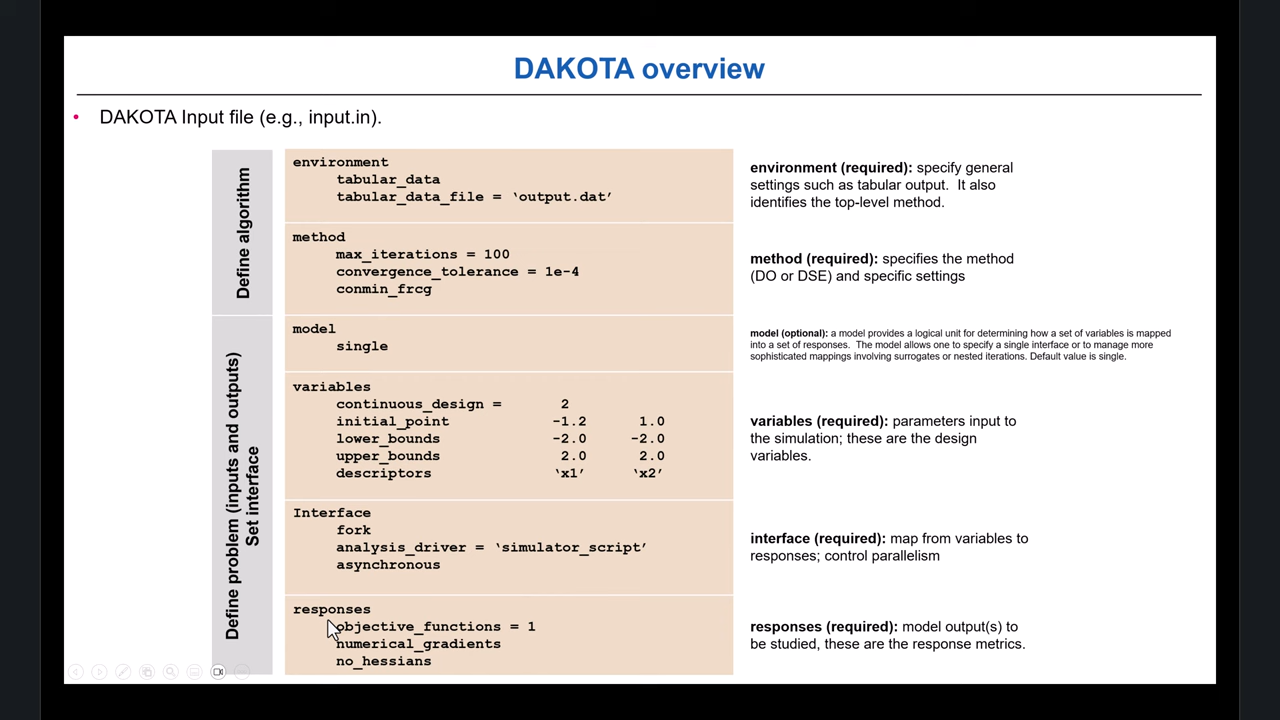 DAKOTA overview
• DAKOTA Input file (e.g., input.in).
Define algorithm
environment
tabular_data
tabular_data_file = ‘output.dat’
environment (required): specify general
settings such as tabular output. It also
identifies the top-level method.
method
max_iterations = 100
convergence_tolerance = 1e-4
conmin_frcg
method (required): specifies the method
(DO or DSE) and specific settings
Define problem (inputs and outputs)
Set interface
model
single
model (optional): a model provides a logical unit for determining how a set of variables is mapped
into a set of responses. The model allows one to specify a single interface or to manage more
sophisticated mappings involving surrogates or nested iterations. Default value is single.
variables
continuous_design = 2
initial_point -1.2 1.0
lower_bounds -2.0 -2.0
upper_bounds 2.0 2.0
descriptors ‘x1’ ‘x2’
variables (required): parameters input to
the simulation; these are the design
variables.
Interface
fork
analysis_driver = ‘simulator_script’
asynchronous
interface (required): map from variables to
responses; control parallelism
responses
objective_functions = 1
numerical_gradients
no_hessians
responses (required): model output(s) to
be studied, these are the response metrics.